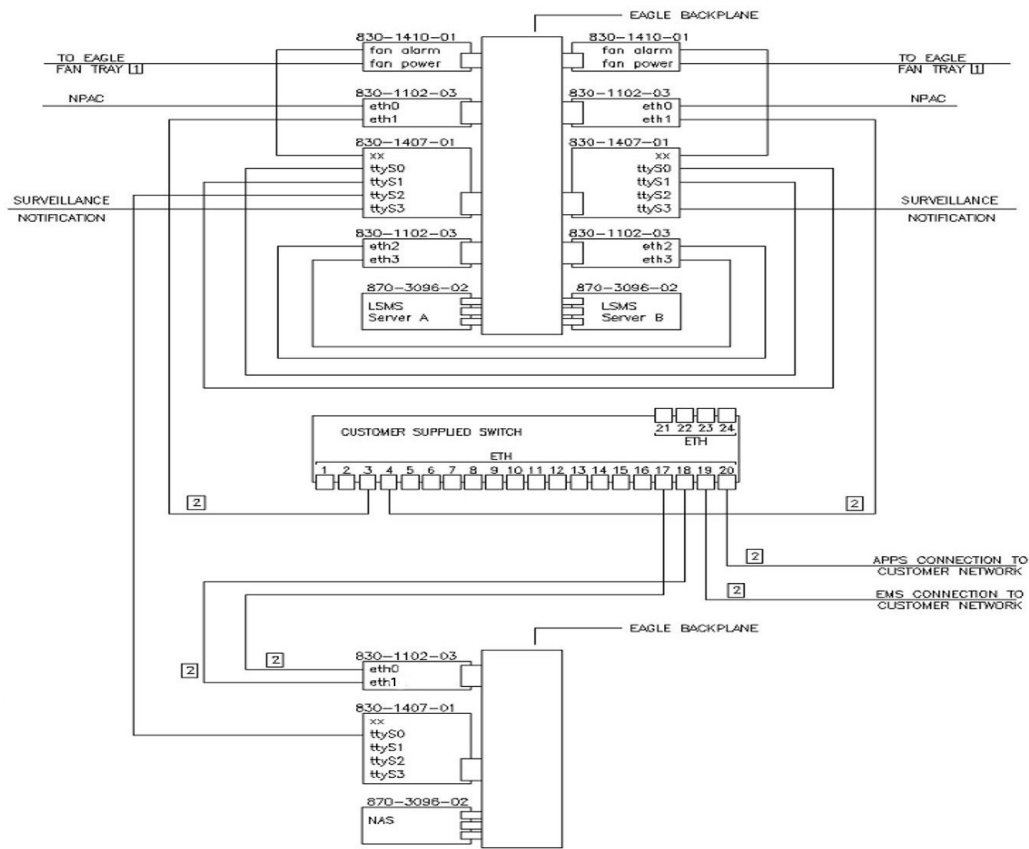 EAGLE BACKPLANE
830-1410-01
830-1410-01
fan alarm
fan alarm
TO EAGLE
fan power
fan power
TO EAGLE
FAN TRAY 1
FAN TRAY 1
830-1102-03
830-1102-03
NPAC
eth0
eth0
NPAC
eth1
eth1
830-1407-01
830-1407-01
xx
xx
ttyS0
ttyS0
ttyS1
ttyS1
SURVEILLANCE
ttyS2
ttyS2
SURVEILLANCE
ttyS3
ttyS3
NOTIFICATION
NOTIFICATION
830-1102-03
830-1102-03
eth2
eth2
eth3
eth3
870-3096-02
870-3096-02
LSMS
Server A
LSMS
Server B
CUSTOMER SUPPLIED SWITCH
21 22 23 24
ETH
ETH
1 2 3 4 5 6 7 8 9 10 11 12 13 14 15 16 17 18 19 20
2
2
2
APPS CONNECTION TO
CUSTOMER NETWORK
2
EMS CONNECTION TO
CUSTOMER NETWORK
EAGLE BACKPLANE
2
2
830-1102-03
eth0
eth1
830-1407-01
xx
ttyS0
ttyS1
ttyS2
ttyS3
870-3096-02
NAS